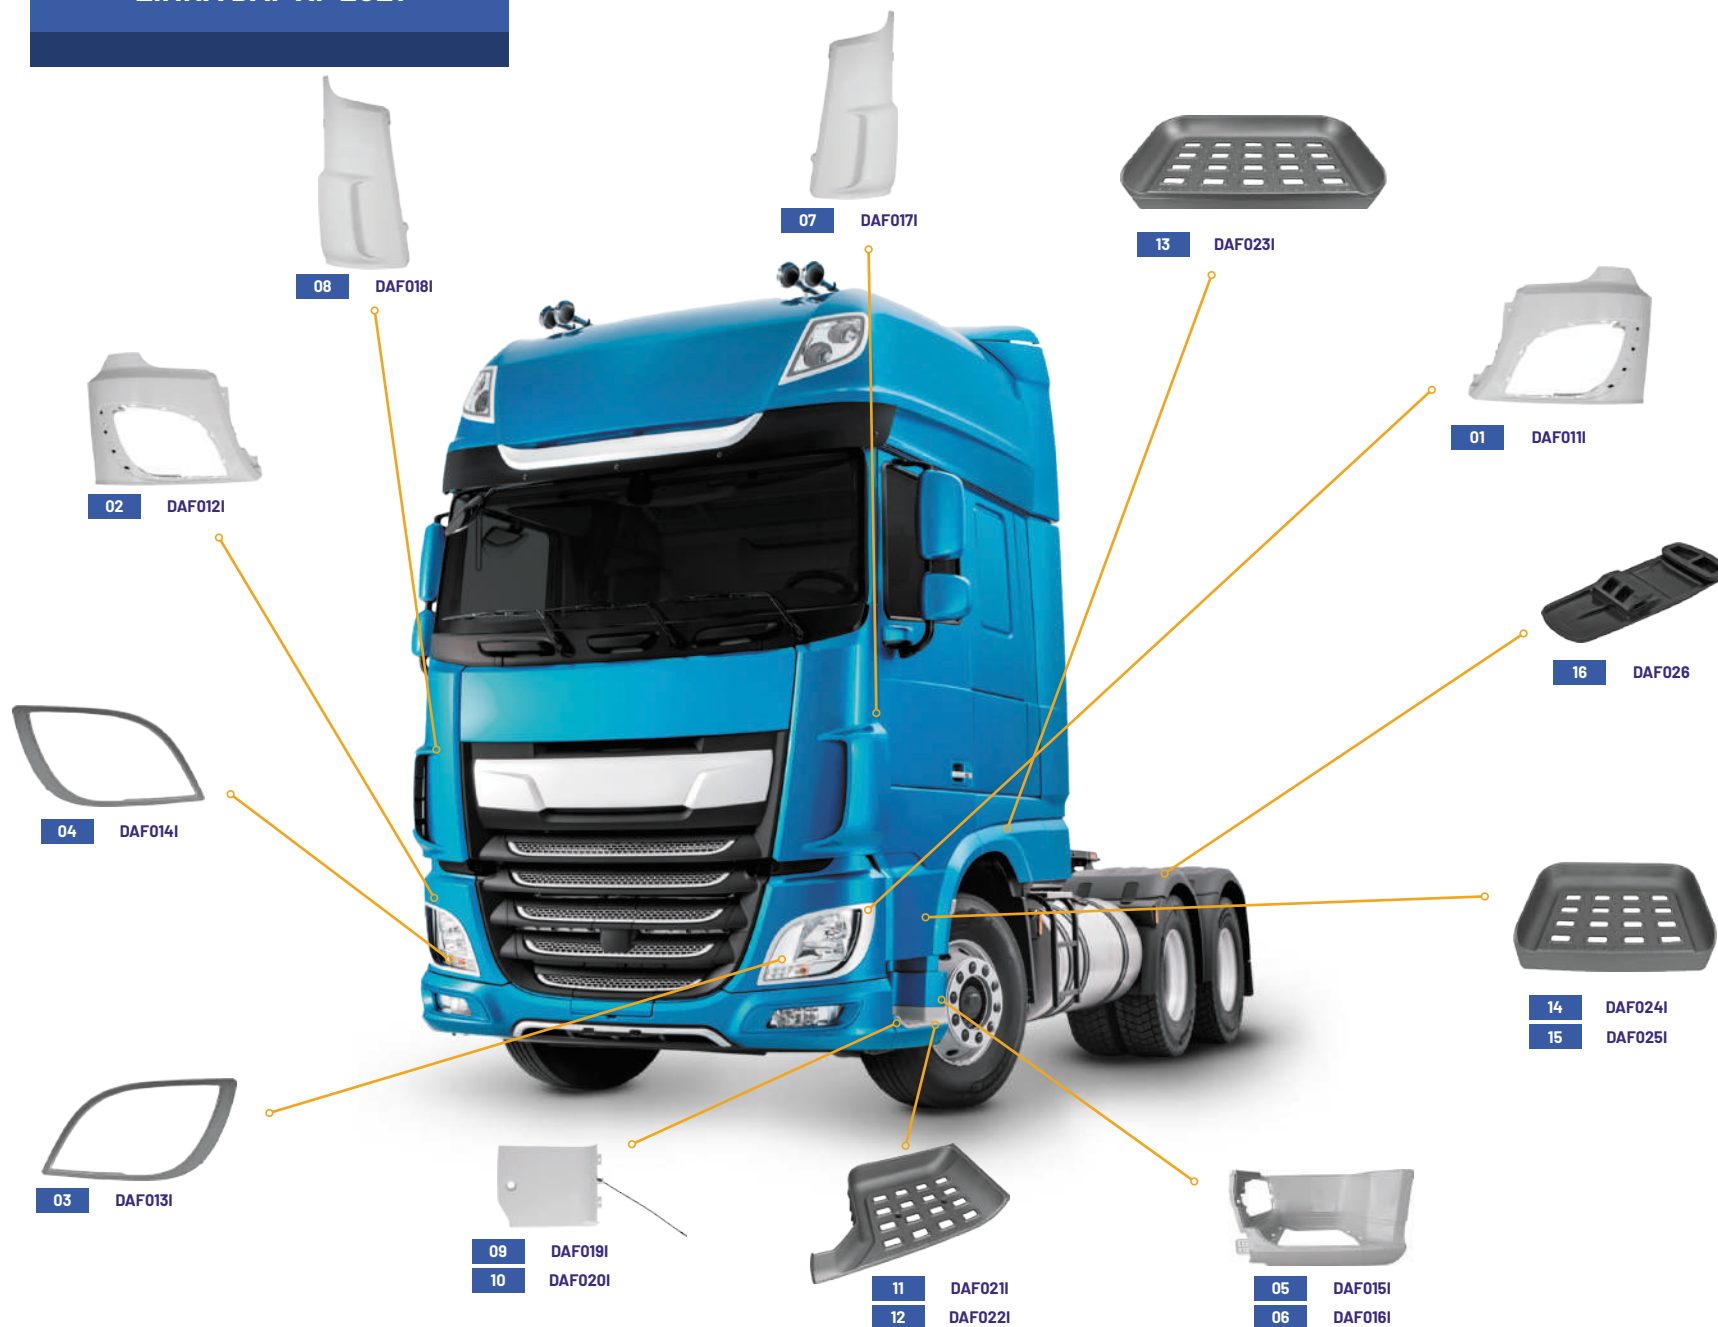 07 DAF017I
13 DAF023I
08 DAF018I
01 DAF011I
02 DAF012I
16 DAF026
04 DAF014I
14 DAF024I
15 DAF025I
03 DAF013I
09 DAF019I
10 DAF020I
11 DAF021I
12 DAF022I
05 DAF015I
06 DAF016I